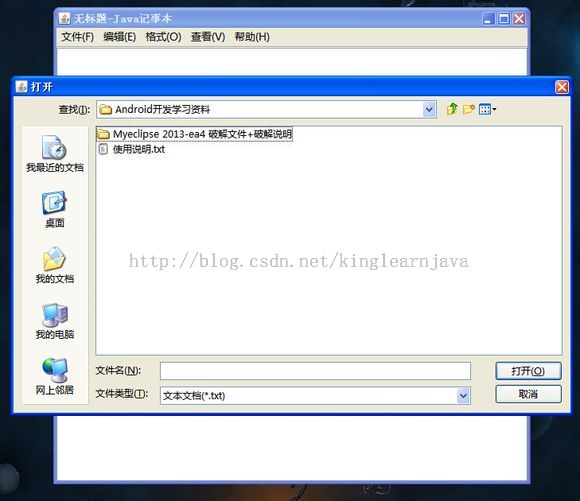 无标题-Java记事本
文件(F) 编辑(E) 格式(O) 查看(V) 帮助(H)
打开
查找(I): Android开发学习资料
Myeclipse 2013-ea4 破解文件+破解说明
使用说明.txt
我最近的文档
桌面
我的文档
我的电脑
网上邻居
http://blog.csdn.net/kinglearnjava
文件名(N): 打开(O)
文件类型(T): 文本文档(*.txt) 取消